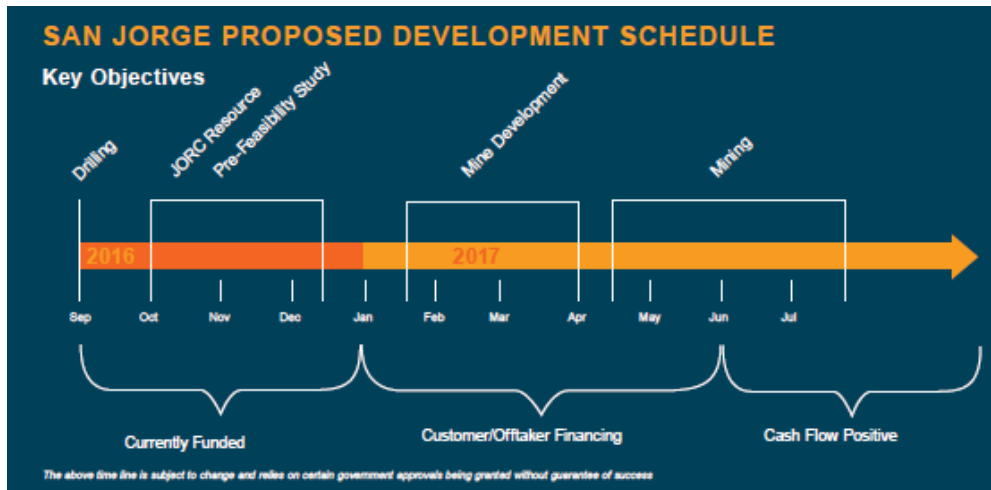 SAN JORGE PROPOSED DEVELOPMENT SCHEDULE
Key Objectives
Drilling
JORC Resource
Pre-Feasibility Study
Mine Development
Mining
2016
2017
Sep Oct Nov Dec Jan Feb Mar Apr May Jun Jul
Currently Funded
Customer/Offtaker Financing
Cash Flow Positive
The above time line is subject to change and relies on certain government approvals being granted without guarantee of success